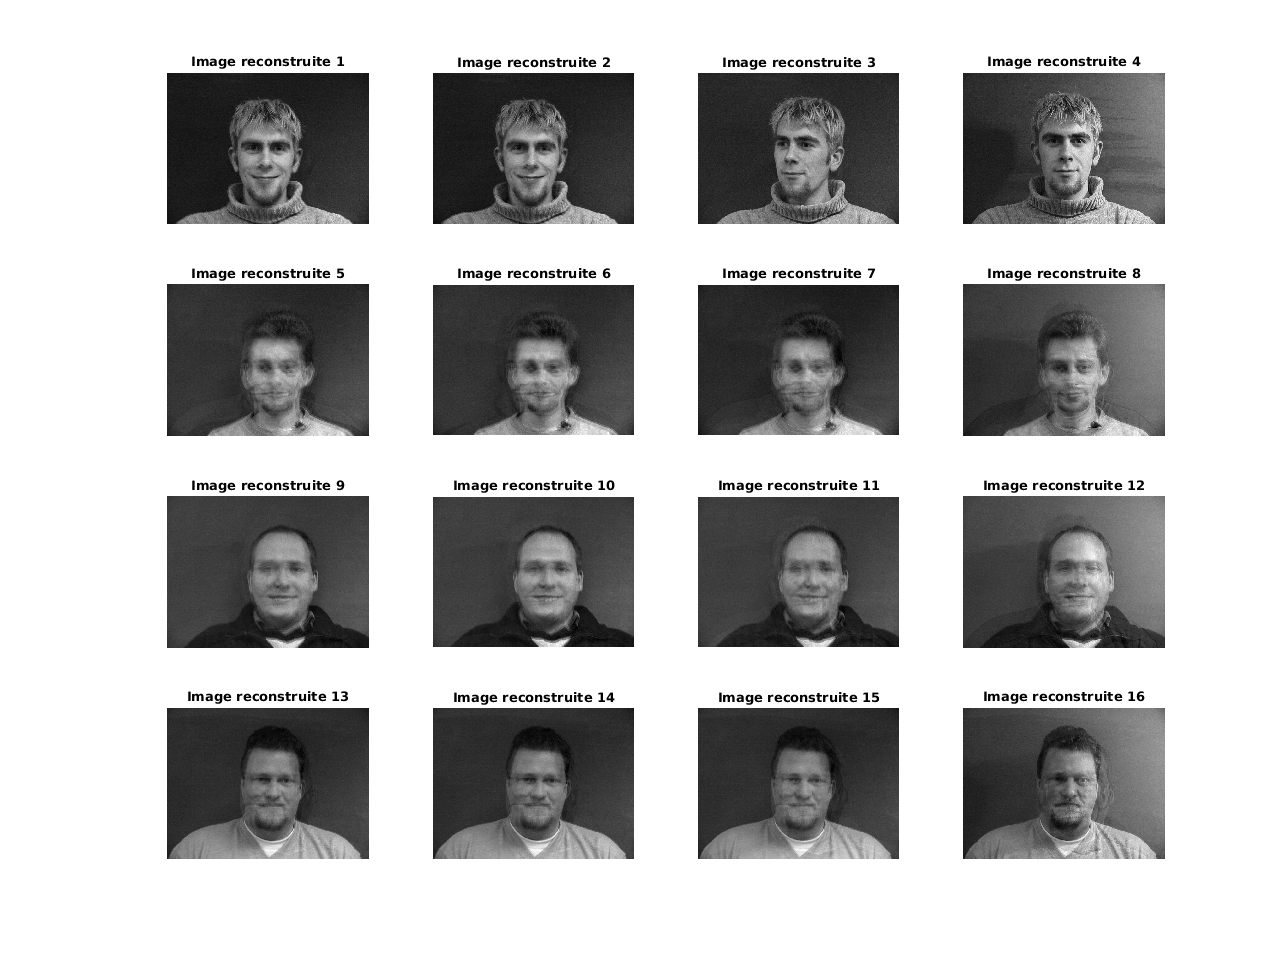 Image reconstruite 1
Image reconstruite 2
Image reconstruite 3
Image reconstruite 4
Image reconstruite 5
Image reconstruite 6
Image reconstruite 7
Image reconstruite 8
Image reconstruite 9
Image reconstruite 10
Image reconstruite 11
Image reconstruite 12
Image reconstruite 13
Image reconstruite 14
Image reconstruite 15
Image reconstruite 16